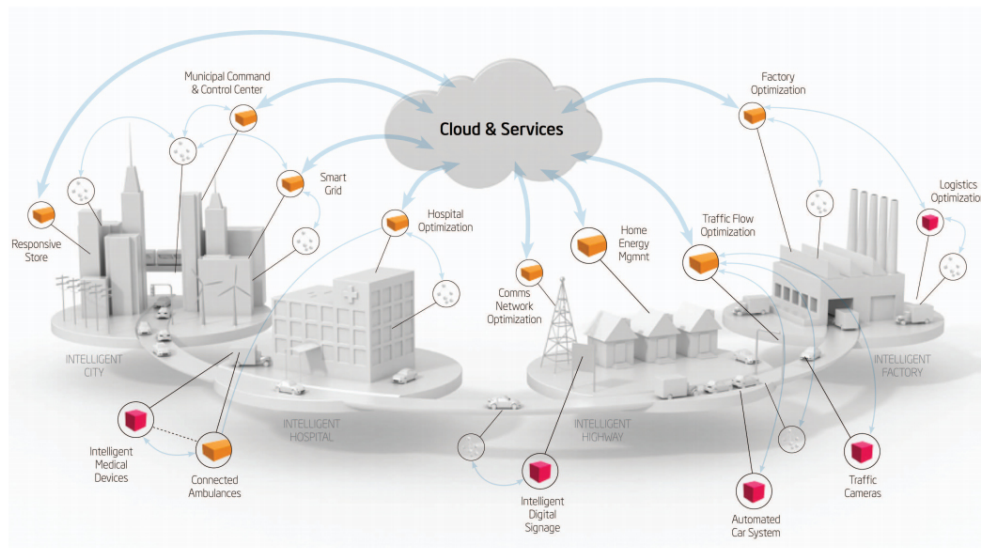 Municipal Command
& Control Center
Cloud & Services
Factory
Optimization
Smart
Grid
Responsive
Store
Hospital
Optimization
Home
Energy
Mgmnt
Traffic Flow
Optimization
Logistics
Optimization
Comms
Network
Optimization
INTELLIGENT
CITY
INTELLIGENT
HOSPITAL
INTELLIGENT
HIGHWAY
INTELLIGENT
FACTORY
Intelligent
Medical
Devices
Connected
Ambulances
Intelligent
Digital
Signage
Automated
Car System
Traffic
Cameras